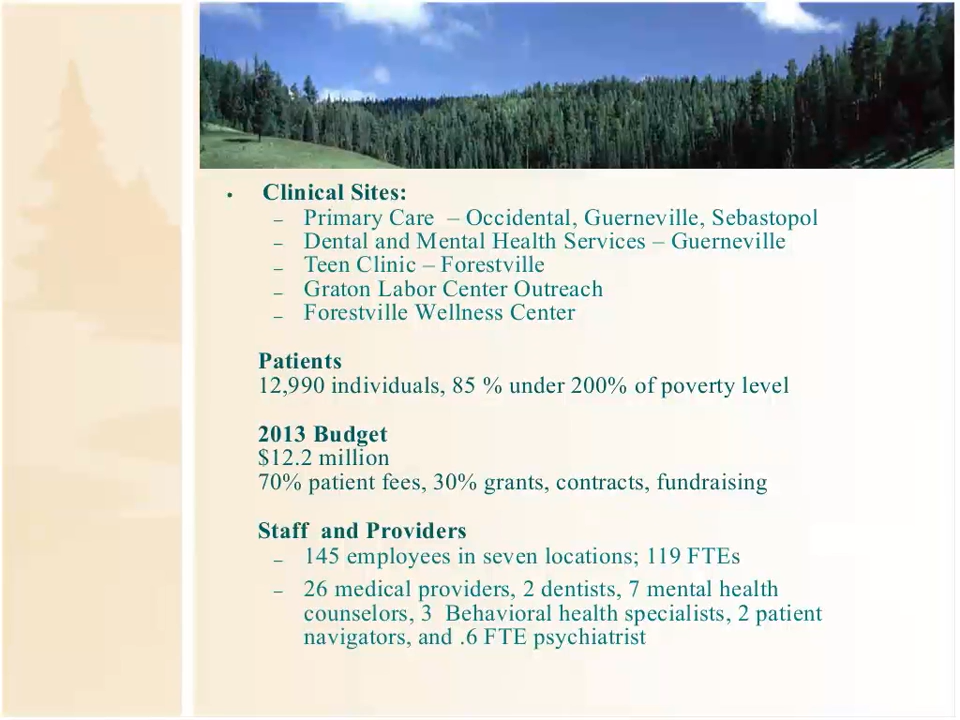 • Clinical Sites:
– Primary Care – Occidental, Guerneville, Sebastopol
– Dental and Mental Health Services – Guerneville
– Teen Clinic – Forestville
– Graton Labor Center Outreach
– Forestville Wellness Center
Patients
12,990 individuals, 85 % under 200% of poverty level
2013 Budget
$12.2 million
70% patient fees, 30% grants, contracts, fundraising
Staff and Providers
– 145 employees in seven locations; 119 FTEs
– 26 medical providers, 2 dentists, 7 mental health
counselors, 3 Behavioral health specialists, 2 patient
navigators, and .6 FTE psychiatrist